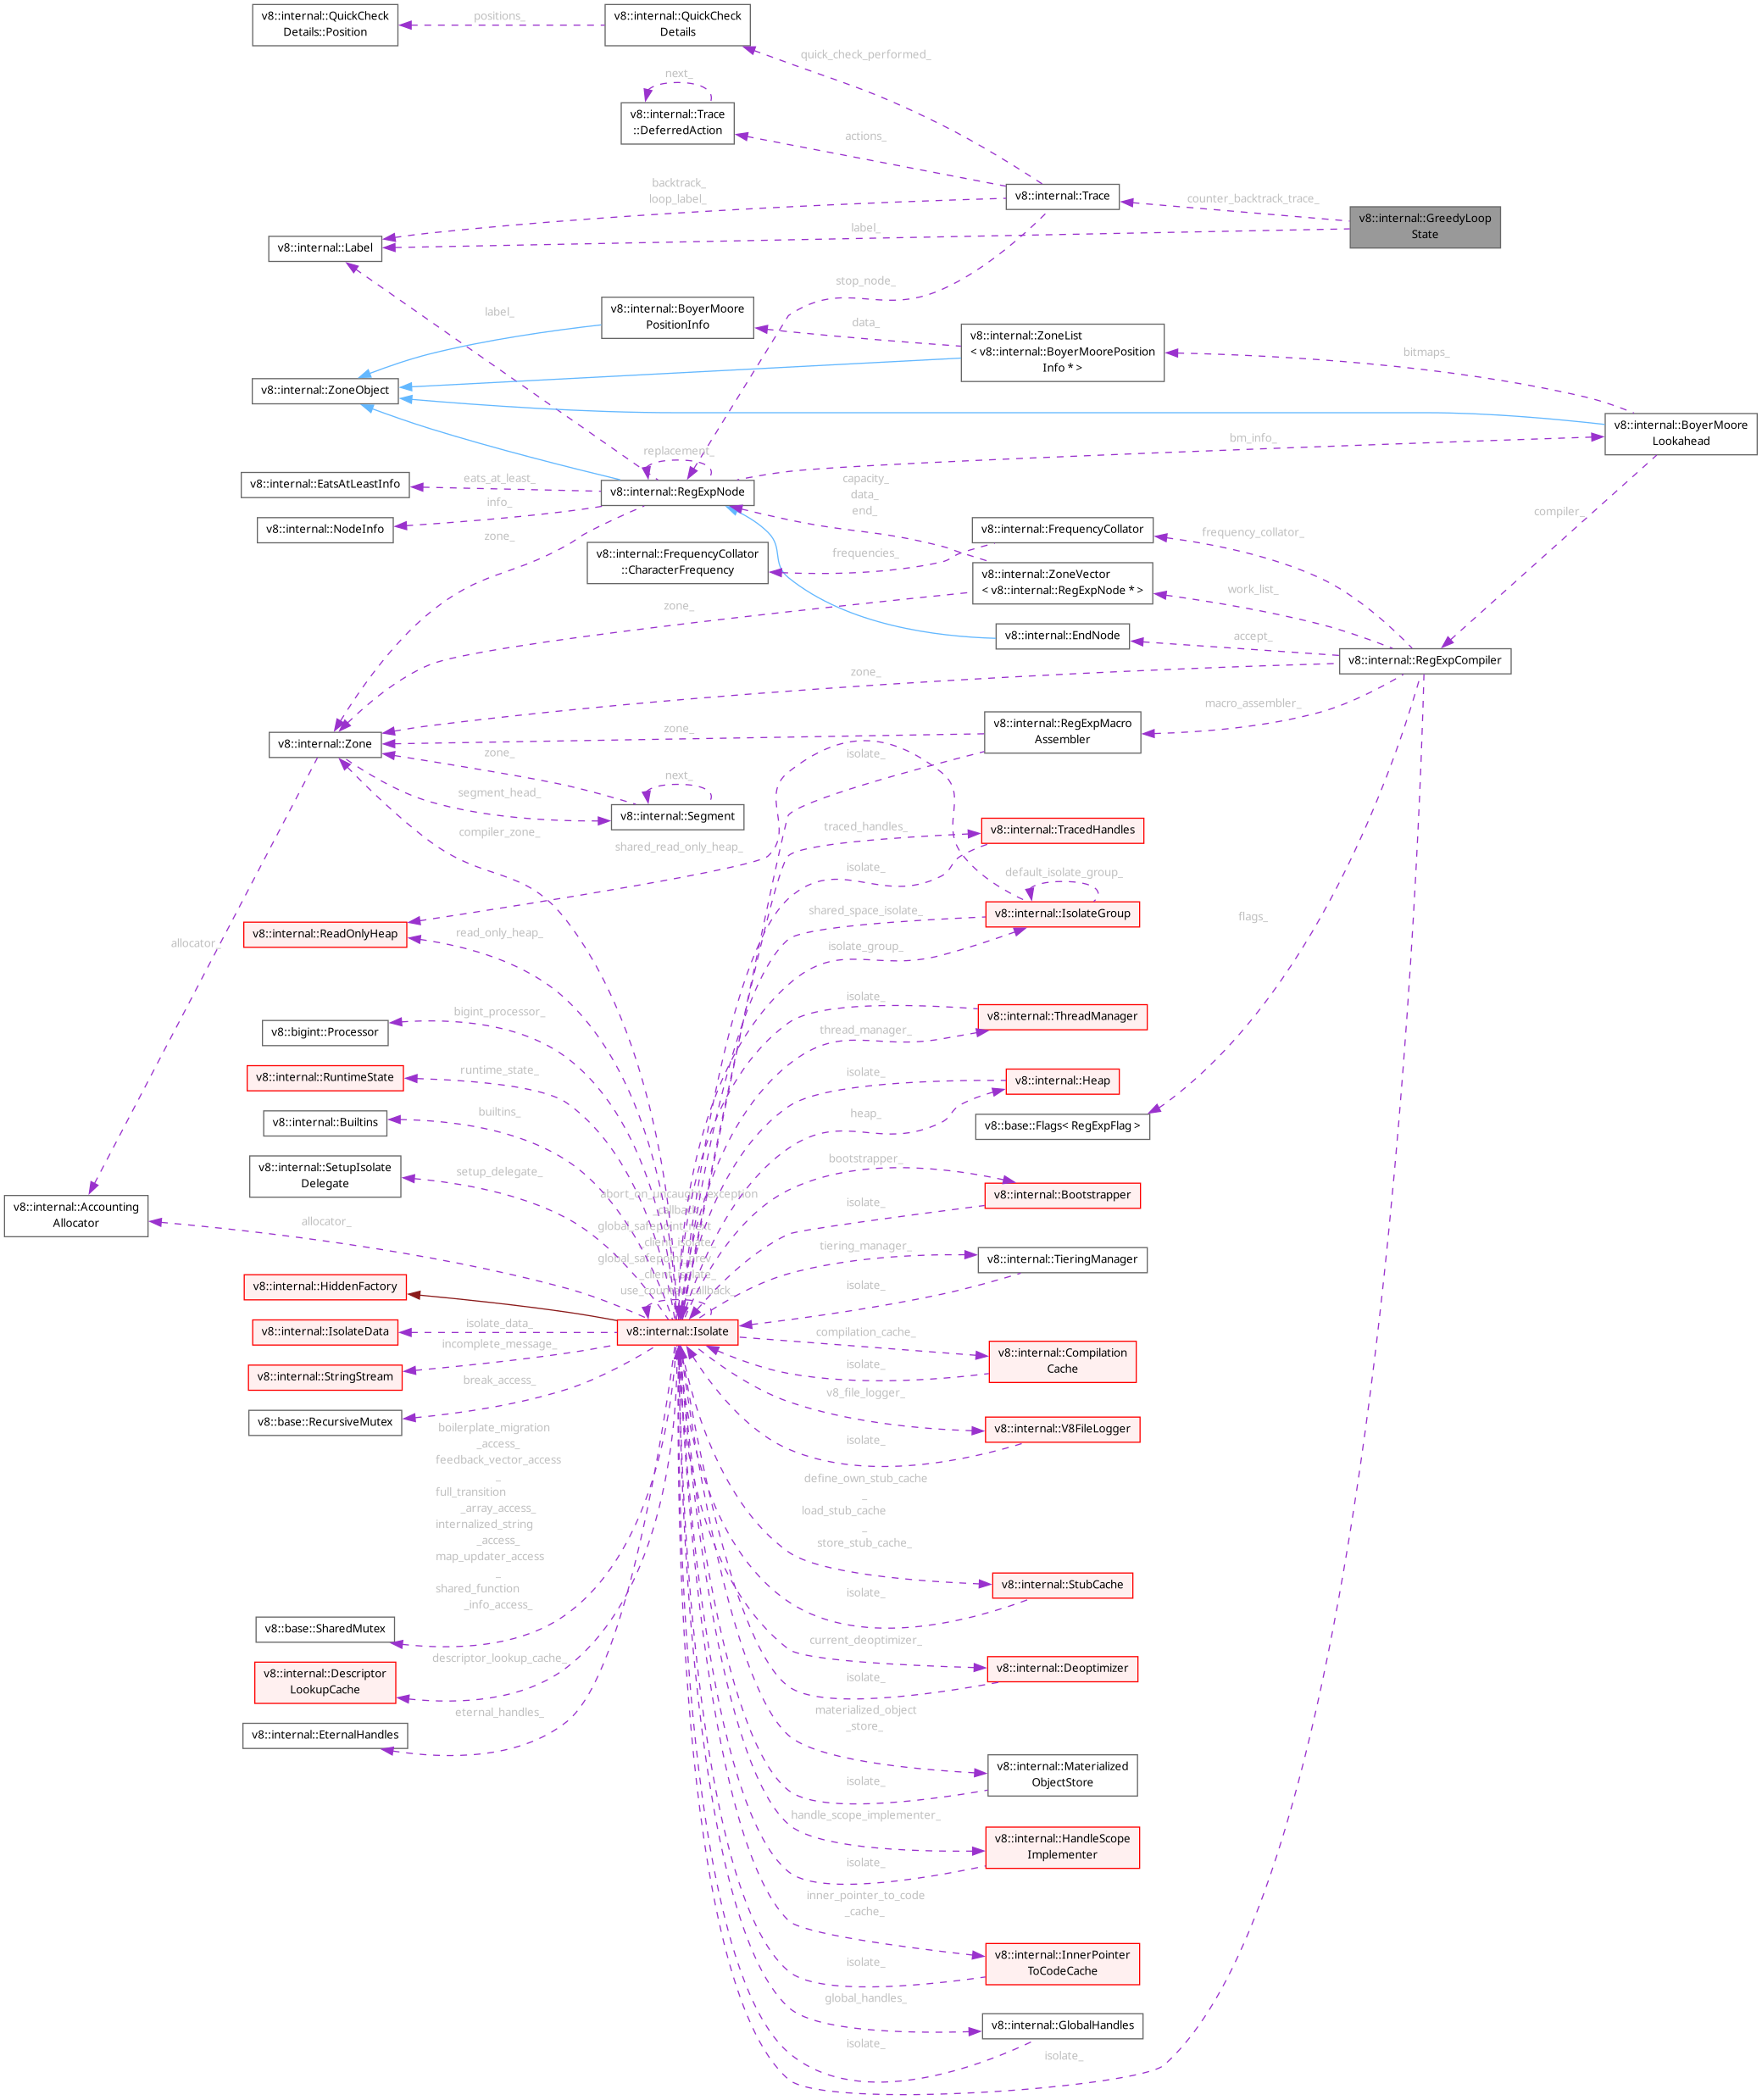 v8::internal::QuickCheck
Details::Position
positions_
v8::internal::QuickCheck
Details
quick_check_performed_
next_
v8::internal::Trace
::DeferredAction
actions_
backtrack_
loop_label_
v8::internal::Trace
counter_backtrack_trace_
v8::internal::GreedyLoop
State
v8::internal::Label
label_
stop_node_
label_
v8::internal::BoyerMoore
PositionInfo
data_
v8::internal::ZoneList
< v8::internal::BoyerMoorePosition
Info * >
bitmaps_
v8::internal::ZoneObject
v8::internal::BoyerMoore
Lookahead
replacement_
bm_info_
v8::internal::EatsAtLeastInfo
eats_at_least_
v8::internal::RegExpNode
capacity_
data_
end_
info_
v8::internal::NodeInfo
zone_
v8::internal::FrequencyCollator
frequency_collator_
compiler_
v8::internal::FrequencyCollator
::CharacterFrequency
frequencies_
v8::internal::ZoneVector
< v8::internal::RegExpNode * >
work_list_
zone_
v8::internal::EndNode
accept_
v8::internal::RegExpCompiler
zone_
macro_assembler_
v8::internal::RegExpMacro
Assembler
zone_
v8::internal::Zone
zone_
isolate_
next_
segment_head_
v8::internal::Segment
compiler_zone_
shared_read_only_heap_
traced_handles_
v8::internal::TracedHandles
isolate_
default_isolate_group_
v8::internal::IsolateGroup
shared_space_isolate_
isolate_group_
flags_
allocator_
v8::internal::ReadOnlyHeap
read_only_heap_
v8::bigint::Processor
bigint_processor_
isolate_
v8::internal::ThreadManager
thread_manager_
v8::internal::RuntimeState
runtime_state_
isolate_
v8::internal::Heap
heap_
v8::internal::Builtins
builtins_
v8::base::Flags< RegExpFlag >
v8::internal::SetupIsolate
Delegate
setup_delegate_
bootstrapper_
v8::internal::Bootstrapper
isolate_
v8::internal::Accounting
Allocator
allocator_
abort_on_uncaught_exception
_callback_
global_safepoint_next
_client_isolate_
global_safepoint_prev
_client_isolate_
use_counter_callback_
tiering_manager_
v8::internal::TieringManager
isolate_
v8::internal::HiddenFactory
v8::internal::IsolateData
isolate_data_
v8::internal::Isolate
incomplete_message_
v8::internal::StringStream
compilation_cache_
v8::internal::Compilation
Cache
isolate_
break_access_
v8::base::RecursiveMutex
v8_file_logger_
v8::internal::V8FileLogger
isolate_
boilerplate_migration
_access_
feedback_vector_access
_
full_transition
_array_access_
internalized_string
_access_
map_updater_access
_
shared_function
_info_access_
define_own_stub_cache
_
load_stub_cache
_
store_stub_cache_
v8::internal::StubCache
isolate_
v8::base::SharedMutex
descriptor_lookup_cache_
v8::internal::Descriptor
LookupCache
current_deoptimizer_
v8::internal::Deoptimizer
isolate_
eternal_handles_
v8::internal::EternalHandles
materialized_object
_store_
v8::internal::Materialized
ObjectStore
isolate_
handle_scope_implementer_
v8::internal::HandleScope
Implementer
isolate_
inner_pointer_to_code
_cache_
v8::internal::InnerPointer
ToCodeCache
isolate_
global_handles_
v8::internal::GlobalHandles
isolate_
isolate_